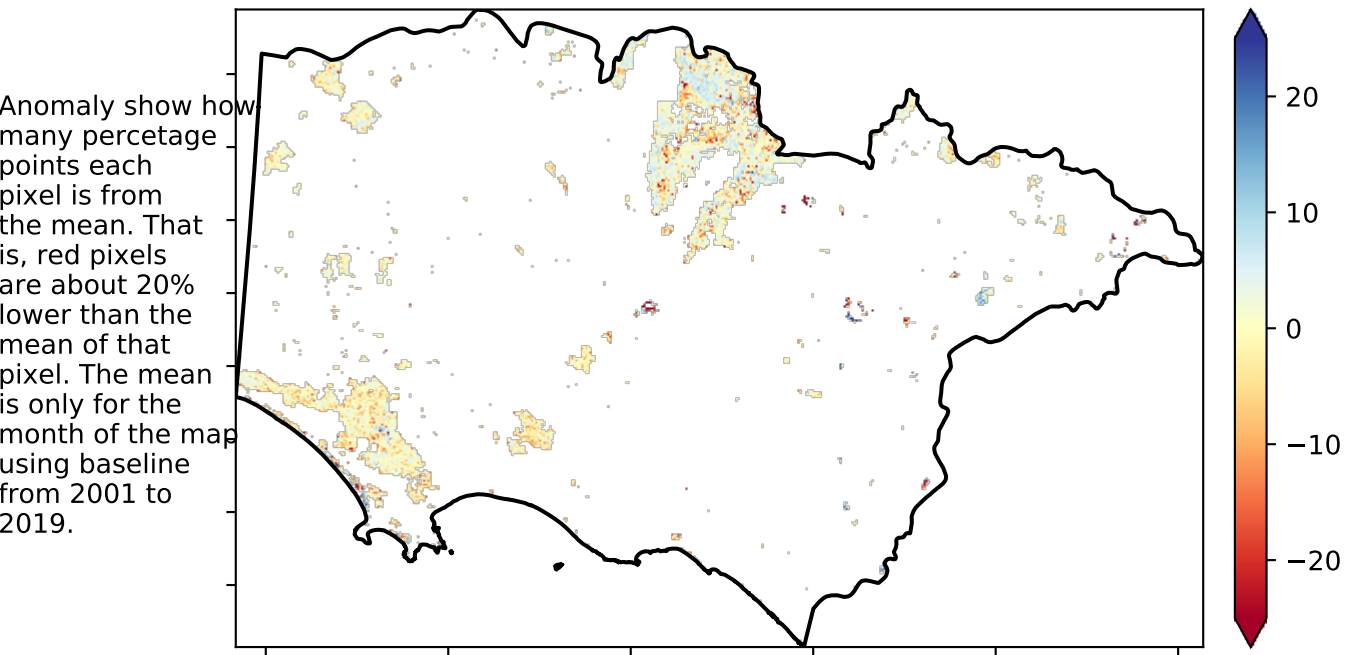 Anomaly show how
many percetage
points each
pixel is from
the mean. That
is, red pixels
are about 20%
lower than the
mean of that
pixel. The mean
is only for the
month of the map
using baseline
from 2001 to
2019.
20
10
0
−10
−20